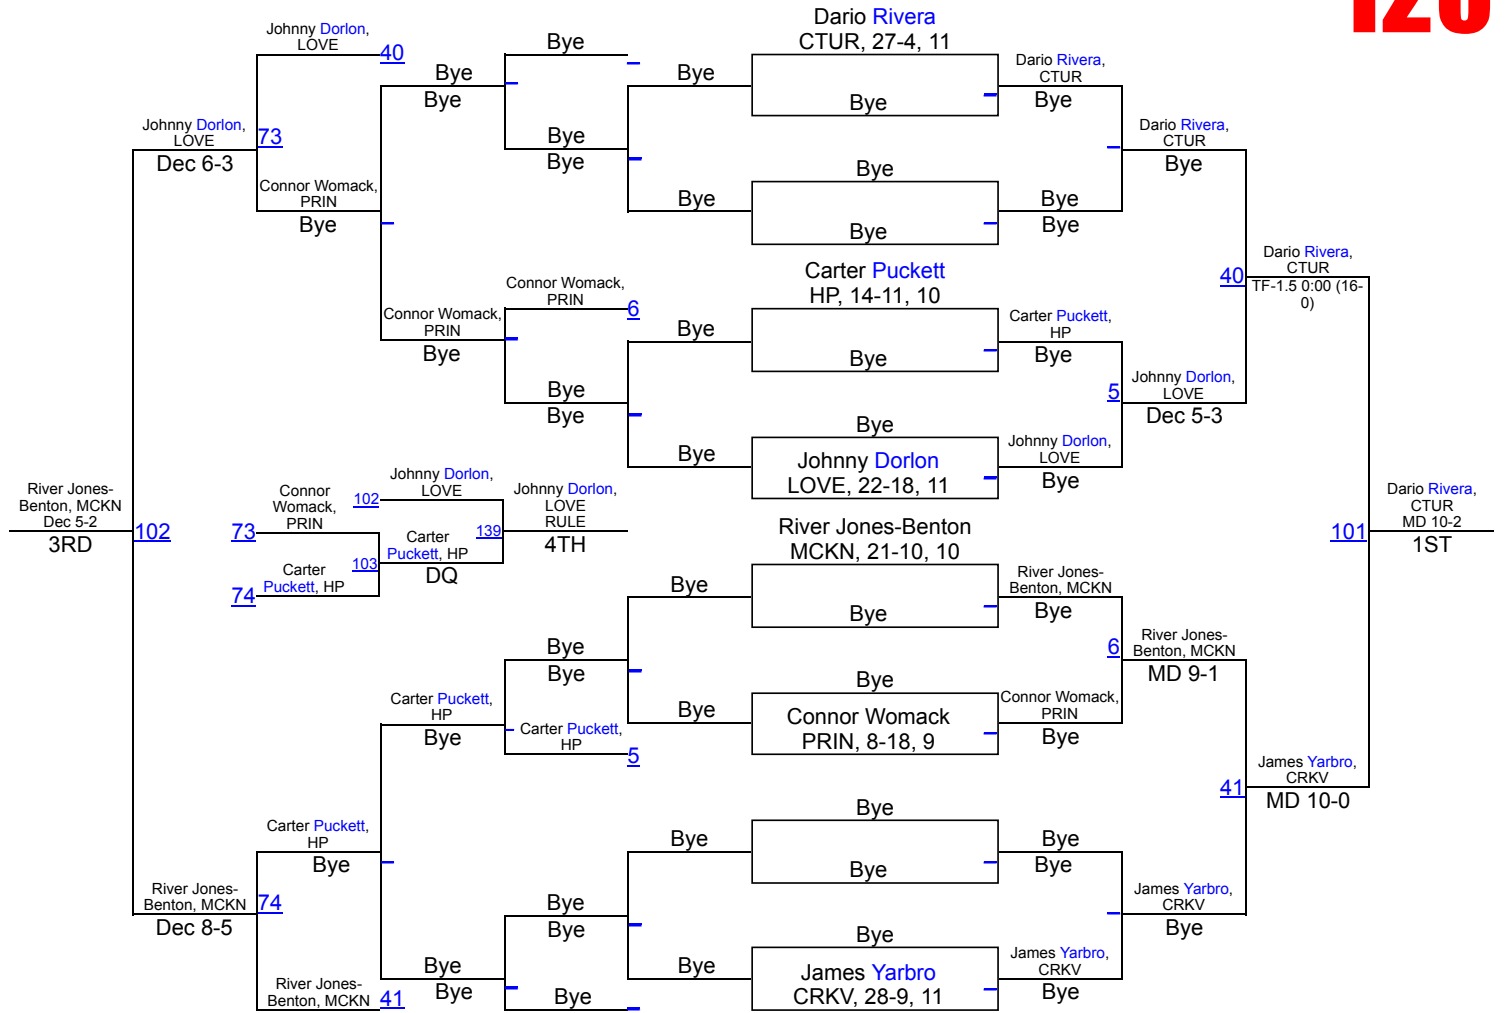 120
Johnny Dorlon,
LOVE
40
Bye
Bye
Bye
Johnny Dorlon,
LOVE
Dec 6-3
73
Connor Womack,
PRIN
Bye
Bye
Bye
Bye
Bye
Dario Rivera
CTUR, 27-4, 11
Bye
Dario Rivera,
CTUR
Bye
Dario Rivera,
CTUR
Bye
Bye
Bye
Bye
Bye
Connor Womack,
PRIN
Bye
Connor Womack,
PRIN
6
Bye
Bye
Bye
Carter Puckett
HP, 14-11, 10
Bye
Carter Puckett,
HP
Bye
5
Johnny Dorlon,
LOVE
Dec 5-3
40
Dario Rivera,
CTUR
TF-1.5 0:00 (16-
0)
Bye
Bye
Johnny Dorlon
LOVE, 22-18, 11
Johnny Dorlon,
LOVE
Bye
River Jones-
Benton, MCKN
Dec 5-2
3RD
102
Connor
Womack,
PRIN
73
Carter
Puckett, HP
74
102
Johnny Dorlon,
LOVE
103
Carter
Puckett, HP
DQ
139
Johnny Dorlon,
LOVE
RULE
4TH
101
Dario Rivera,
CTUR
MD 10-2
1ST
River Jones-Benton
MCKN, 21-10, 10
Bye
Bye
River Jones-
Benton, MCKN
Bye
6
River Jones-
Benton, MCKN
MD 9-1
Bye
Bye
Carter Puckett,
HP
Bye
Carter Puckett,
HP
5
Bye
Bye
Connor Womack
PRIN, 8-18, 9
Connor Womack,
PRIN
Bye
41
James Yarbro,
CRKV
MD 10-0
Carter Puckett,
HP
Bye
River Jones-
Benton, MCKN
Dec 8-5
74
River Jones-
Benton, MCKN
41
Bye
Bye
Bye
Bye
Bye
Bye
Bye
Bye
Bye
Bye
Bye
Bye
James Yarbro
CRKV, 28-9, 11
James Yarbro,
CRKV
Bye
James Yarbro,
CRKV
Bye